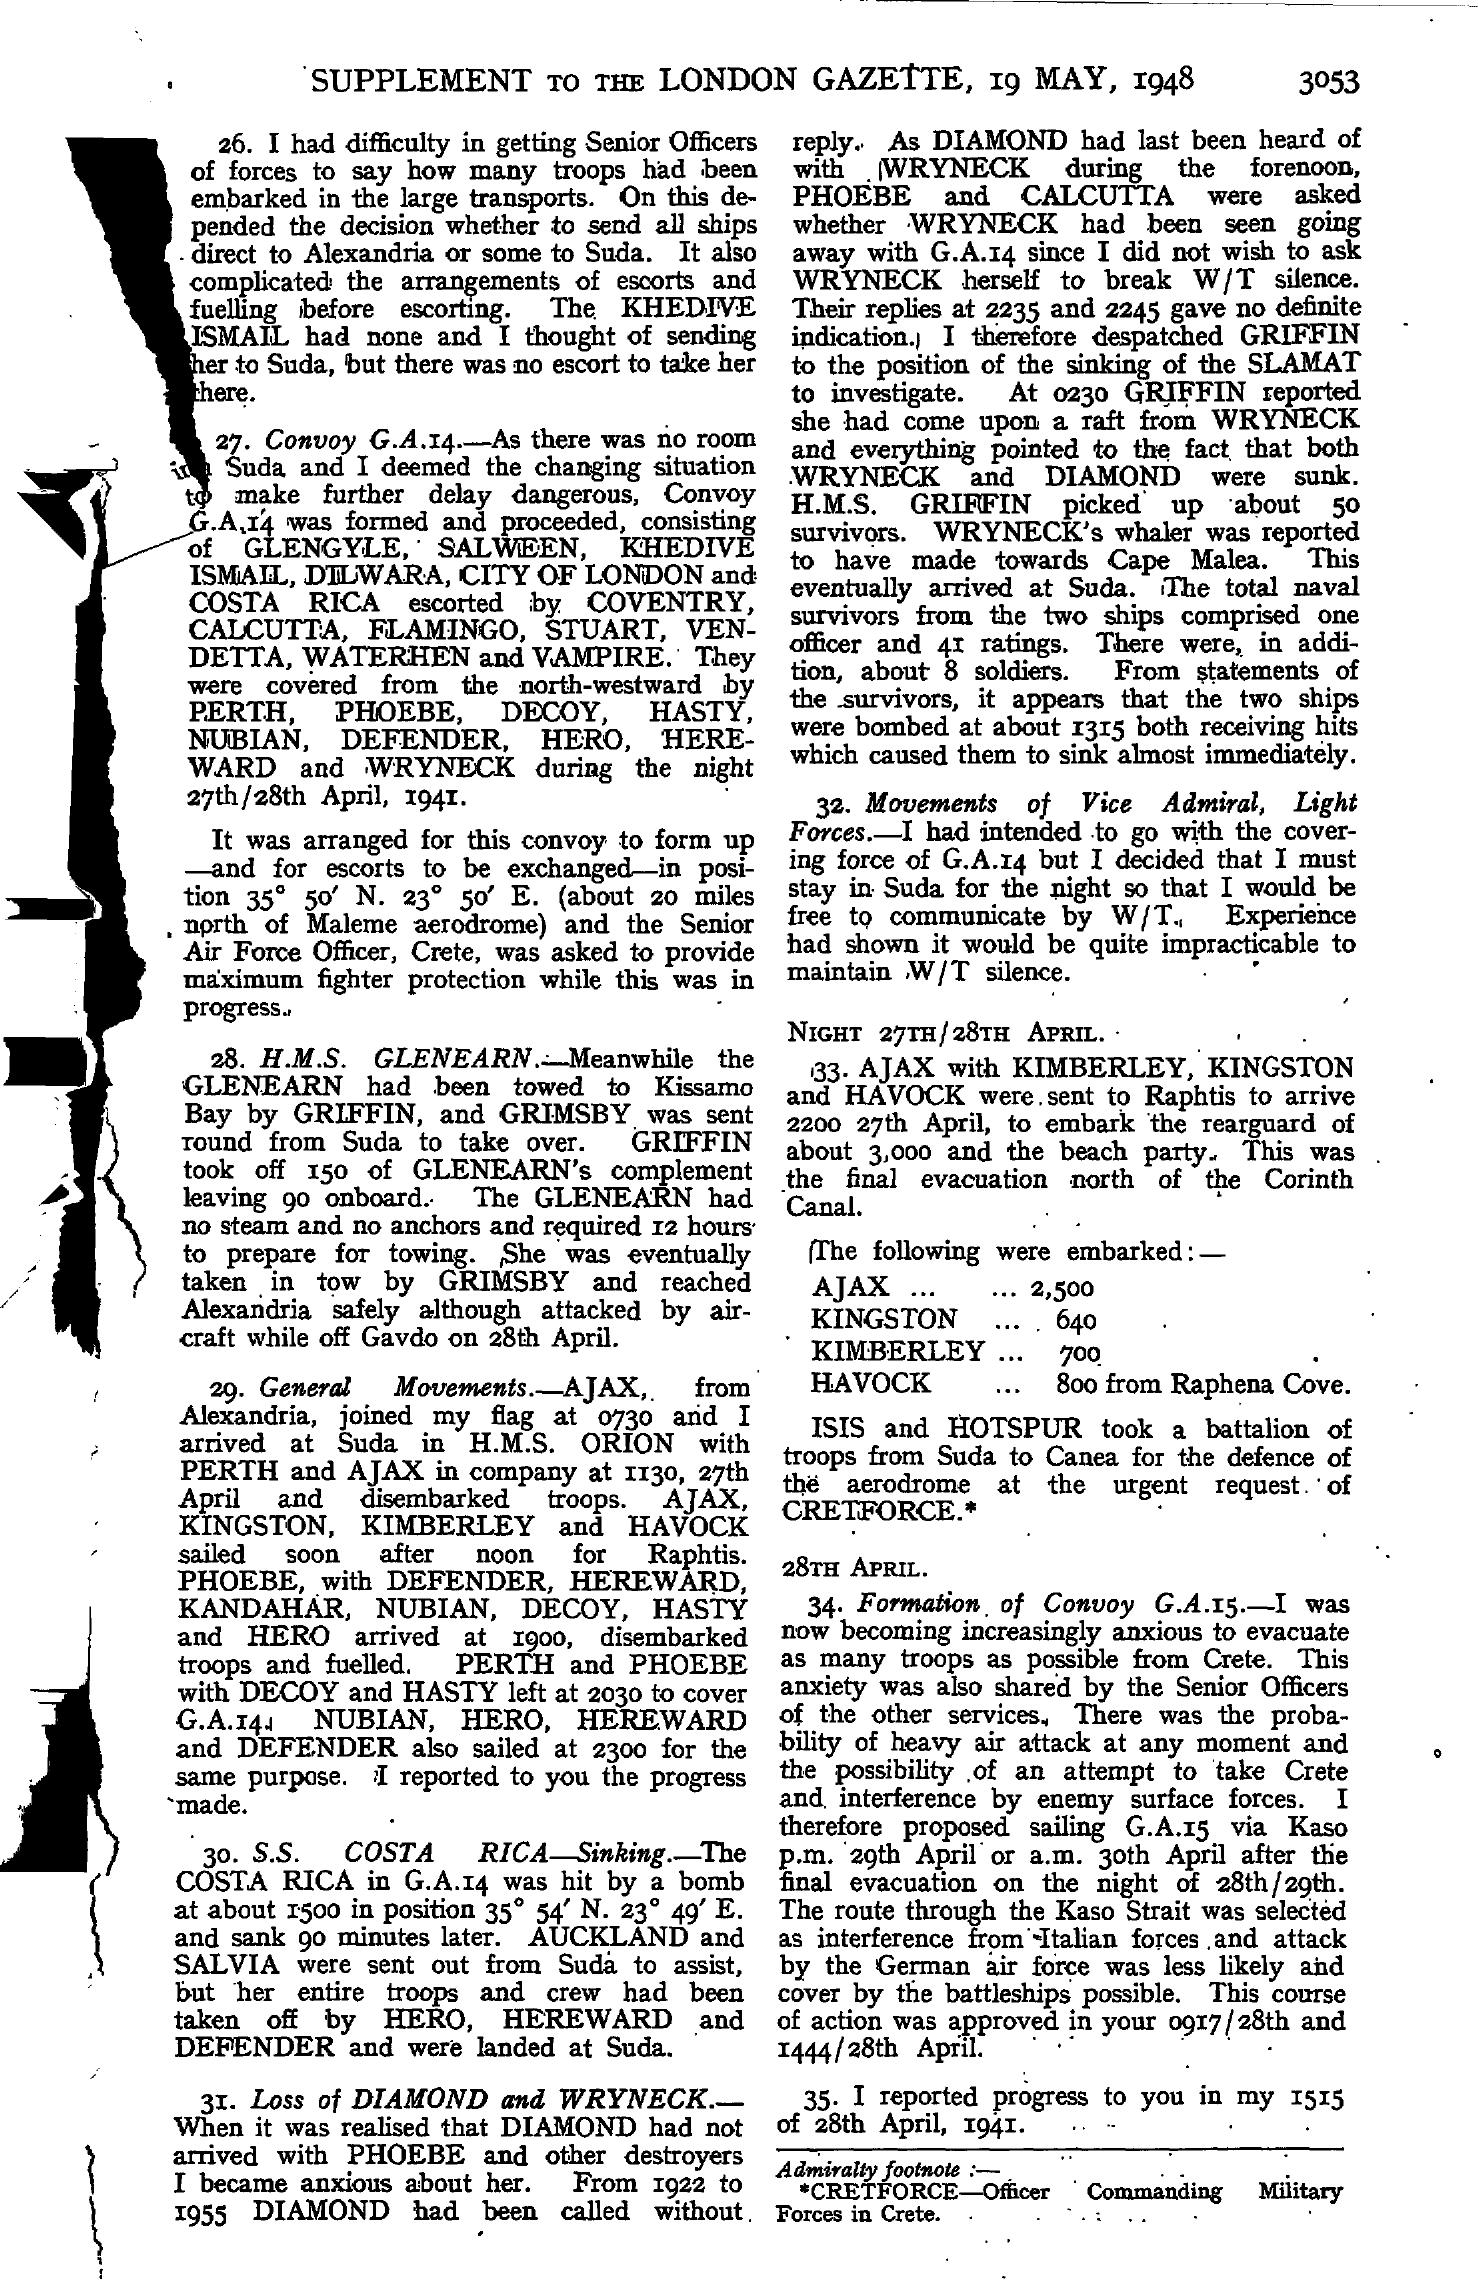 SUPPLEMENT TO THE LONDON GAZETTE, 19 MAY, 1948 3053
26. I had difficulty in getting Senior Officers
of forces to say how many troops had been
embarked in the large transports. On this de-
pended the decision whether to send all ships
direct to Alexandria or some to Suda. It also
complicated the arrangements of escorts and
fuelling before escorting. The KHEDIVE
ISMAIL had none and I thought of sending
her to Suda, but there was no escort to take her
there.
27. Convoy G.A.14.—As there was no room
in Suda and I deemed the changing situation
to make further delay dangerous, Convoy
G.A.14 was formed and proceeded, consisting
of GLENGYLE, SALWEEN, KHEDIVE
ISMAIL, DILWARA, CITY OF LONDON and
COSTA RICA escorted by COVENTRY,
CALCUTTA, FLAMINGO, STUART, VEN-
DETTA, WATERHEN and VAMPIRE. They
were covered from the north-westward by
PERTH, PHOEBE, DECOY, HASTY,
NUBIAN, DEFENDER, HERO, HERE-
WARD and WRYNECK during the night
27th/28th April, 1941.
It was arranged for this convoy to form up
—and for escorts to be exchanged—in posi-
tion 35° 50′ N. 23° 50′ E. (about 20 miles
north of Maleme aerodrome) and the Senior
Air Force Officer, Crete, was asked to provide
maximum fighter protection while this was in
progress.
28. H.M.S. GLENEARN.—Meanwhile the
GLENEARN had been towed to Kissamo
Bay by GRIFFIN, and GRIMSBY was sent
round from Suda to take over. GRIFFIN
took off 150 of GLENEARN's complement
leaving 90 onboard. The GLENEARN had
no steam and no anchors and required 12 hours
to prepare for towing. She was eventually
taken in tow by GRIMSBY and reached
Alexandria safely although attacked by air-
craft while off Gavdo on 28th April.
29. General Movements.—AJAX, from
Alexandria, joined my flag at 0730 and I
arrived at Suda in H.M.S. ORION with
PERTH and AJAX in company at 1130, 27th
April and disembarked troops. AJAX,
KINGSTON, KIMBERLEY and HAVOCK
sailed soon after noon for Raphtis.
PHOEBE, with DEFENDER, HEREWARD,
KANDAHAR, NUBIAN, DECOY, HASTY
and HERO arrived at 1900, disembarked
troops and fuelled. PERTH and PHOEBE
with DECOY and HASTY left at 2030 to cover
G.A.14. NUBIAN, HERO, HEREWARD
and DEFENDER also sailed at 2300 for the
same purpose. I reported to you the progress
made.
30. S.S. COSTA RICA—Sinking.—The
COSTA RICA in G.A.14 was hit by a bomb
at about 1500 in position 35° 54′ N. 23° 49′ E.
and sank 90 minutes later. AUCKLAND and
SALVIA were sent out from Suda to assist,
but her entire troops and crew had been
taken off by HERO, HEREWARD and
DEFENDER and were landed at Suda.
31. Loss of DIAMOND and WRYNECK.—
When it was realised that DIAMOND had not
arrived with PHOEBE and other destroyers
I became anxious about her. From 1922 to
1955 DIAMOND had been called without
reply. As DIAMOND had last been heard of
with WRYNECK during the forenoon,
PHOEBE and CALCUTTA were asked
whether WRYNECK had been seen going
away with G.A.14 since I did not wish to ask
WRYNECK herself to break W/T silence.
Their replies at 2235 and 2245 gave no definite
indication. I therefore despatched GRIFFIN
to the position of the sinking of the SLAMAT
to investigate. At 0230 GRIFFIN reported
she had come upon a raft from WRYNECK
and everything pointed to the fact that both
WRYNECK and DIAMOND were sunk.
H.M.S. GRIFFIN picked up about 50
survivors. WRYNECK's whaler was reported
to have made towards Cape Malea. This
eventually arrived at Suda. The total naval
survivors from the two ships comprised one
officer and 41 ratings. There were, in addi-
tion, about 8 soldiers. From statements of
the survivors, it appears that the two ships
were bombed at about 1315 both receiving hits
which caused them to sink almost immediately.
32. Movements of Vice Admiral, Light
Forces.—I had intended to go with the cover-
ing force of G.A.14 but I decided that I must
stay in Suda for the night so that I would be
free to communicate by W/T. Experience
had shown it would be quite impracticable to
maintain W/T silence.
NIGHT 27TH/28TH APRIL.
33. AJAX with KIMBERLEY, KINGSTON
and HAVOCK were sent to Raphtis to arrive
2200 27th April, to embark the rearguard of
about 3,000 and the beach party. This was
the final evacuation north of the Corinth
Canal.
The following were embarked:—
AJAX ... ... 2,500
KINGSTON ... 640
KIMBERLEY ... 700
HAVOCK ... 800 from Raphena Cove.
ISIS and HOTSPUR took a battalion of
troops from Suda to Canea for the defence of
the aerodrome at the urgent request of
CRETFORCE.*
28TH APRIL.
34. Formation of Convoy G.A.15.—I was
now becoming increasingly anxious to evacuate
as many troops as possible from Crete. This
anxiety was also shared by the Senior Officers
of the other services. There was the proba-
bility of heavy air attack at any moment and
the possibility of an attempt to take Crete
and interference by enemy surface forces. I
therefore proposed sailing G.A.15 via Kaso
p.m. 29th April or a.m. 30th April after the
final evacuation on the night of 28th/29th.
The route through the Kaso Strait was selected
as interference from Italian forces and attack
by the German air force was less likely and
cover by the battleships possible. This course
of action was approved in your 0917/28th and
1444/28th April.
35. I reported progress to you in my 1515
of 28th April, 1941.
Admiralty footnote :—
*CRETFORCE—Officer Commanding Military
Forces in Crete.